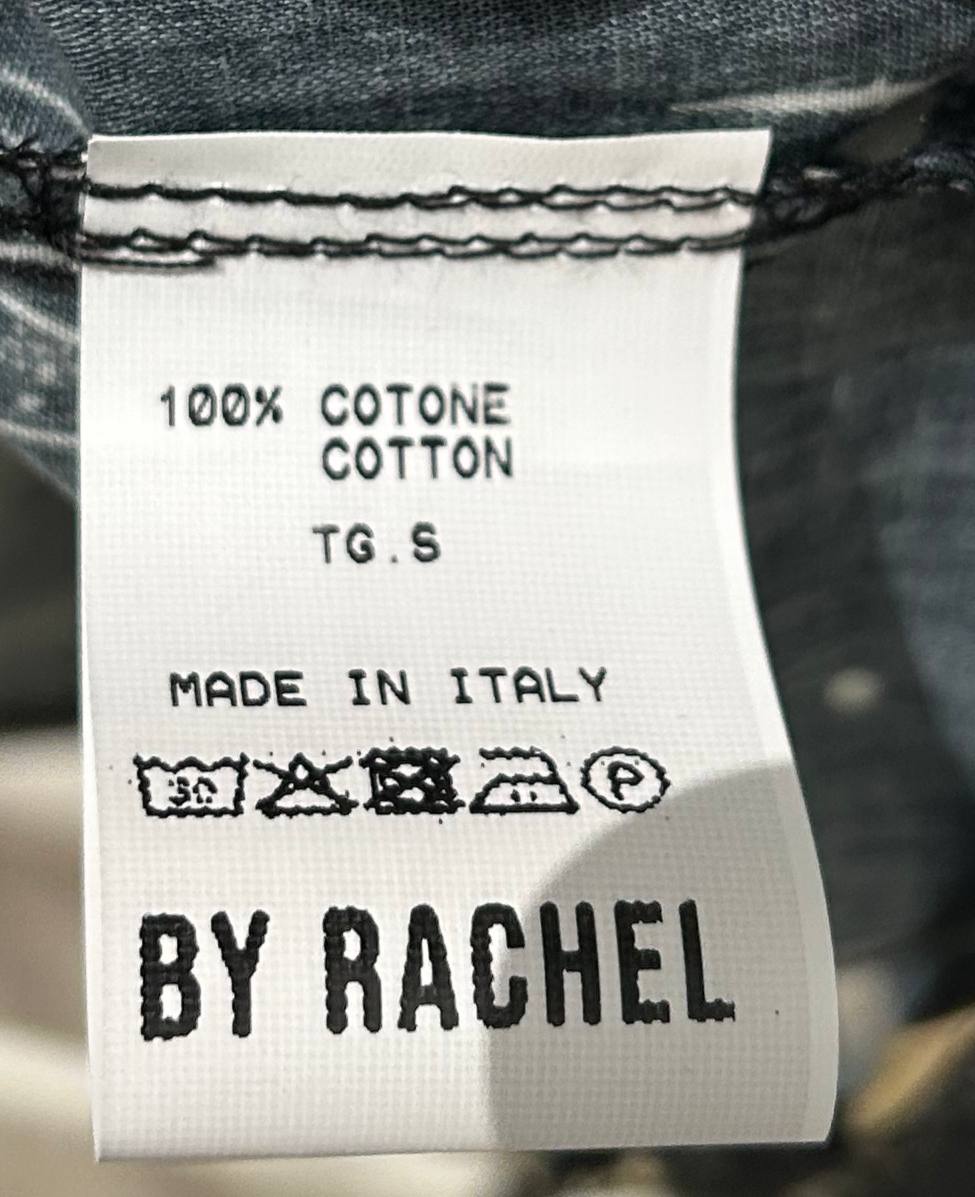 100% COTONE
COTTON
TG.S
MADE IN ITALY
30 P
BY RACHEL